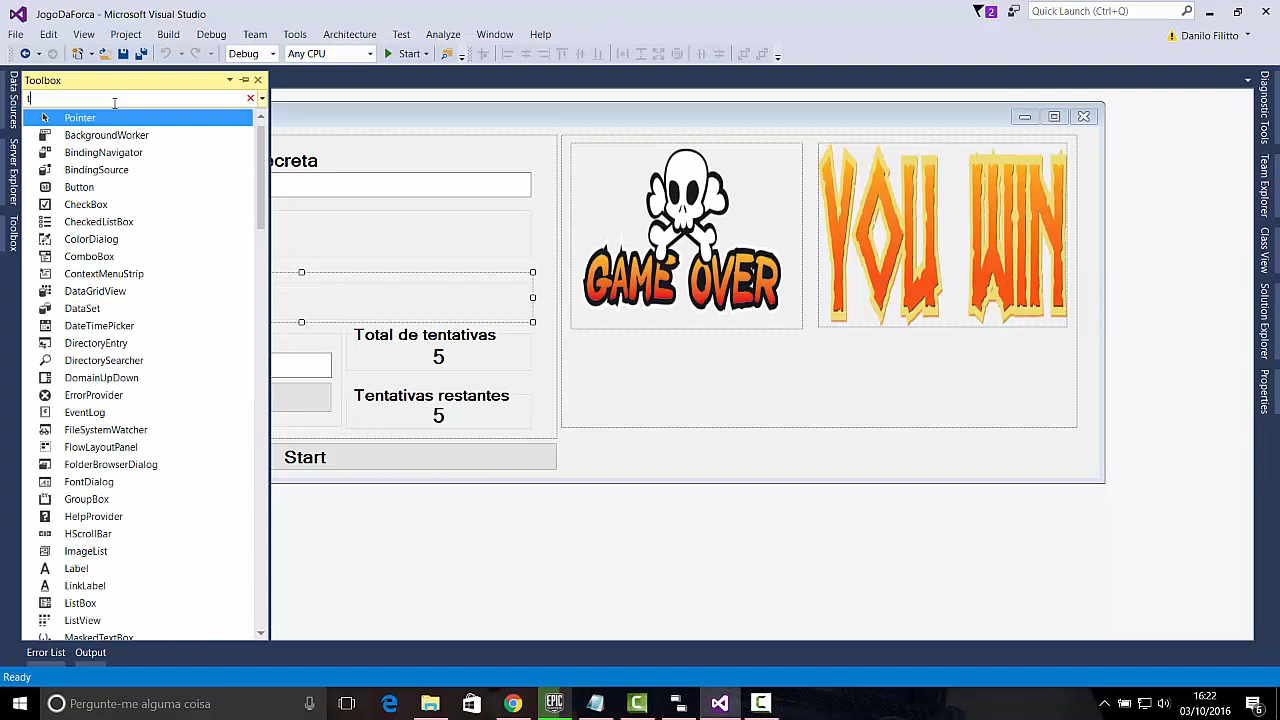 JogoDaForca - Microsoft Visual Studio
2
Quick Launch (Ctrl+Q)
File Edit View Project Build Debug Team Tools Architecture Test Analyze Window Help
Danilo Filitto
Debug Any CPU Start
Toolbox
t
Pointer
BackgroundWorker
BindingNavigator
BindingSource
Button
CheckBox
CheckedListBox
ColorDialog
ComboBox
ContextMenuStrip
DataGridView
DataSet
DateTimePicker
DirectoryEntry
DirectorySearcher
DomainUpDown
ErrorProvider
EventLog
FileSystemWatcher
FlowLayoutPanel
FolderBrowserDialog
FontDialog
GroupBox
HelpProvider
HScrollBar
ImageList
Label
LinkLabel
ListBox
ListView
MaskedTextBox
Data Sources
Server Explorer
Toolbox
ecreta
GAME OVER
YOU WIN
Total de tentativas
5
Tentativas restantes
5
Start
Diagnostic Tools
Team Explorer
Class View
Solution Explorer
Properties
Error List Output
Ready
Pergunte-me alguma coisa
EPIC
16:22
03/10/2016
6